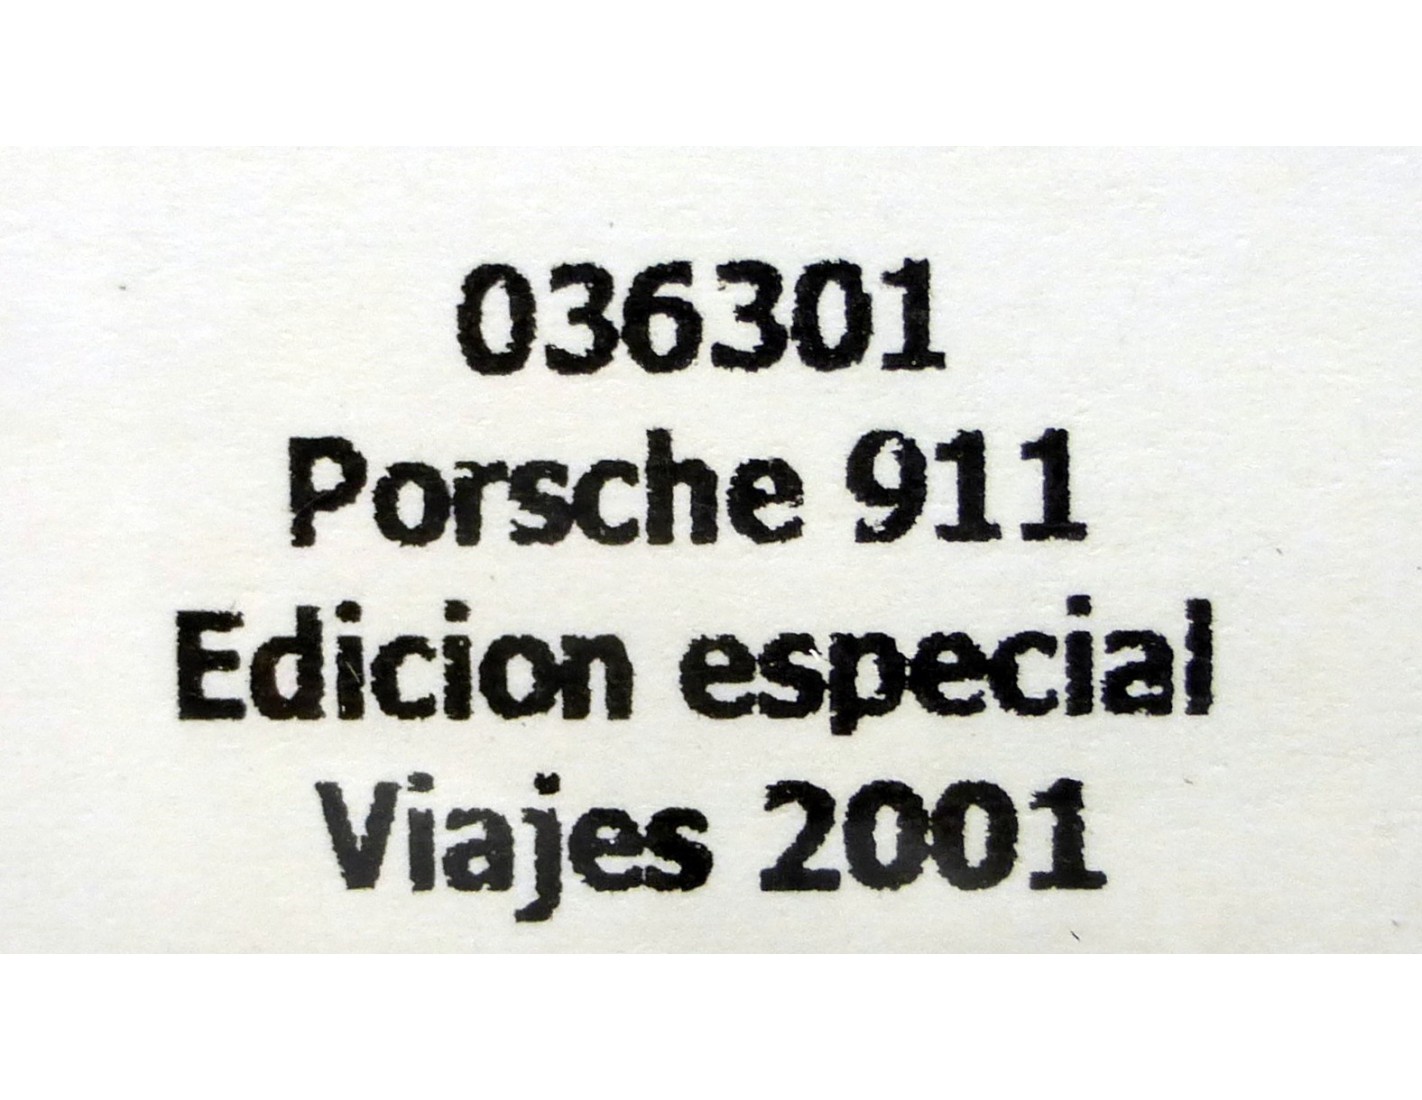 036301
Porsche 911
Edicion especial
Viajes 2001